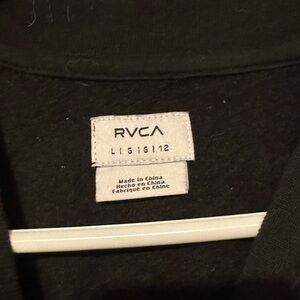 RVCA
L | G | G | 12
Made in China
Hecho en China
Fabriqué en Chine